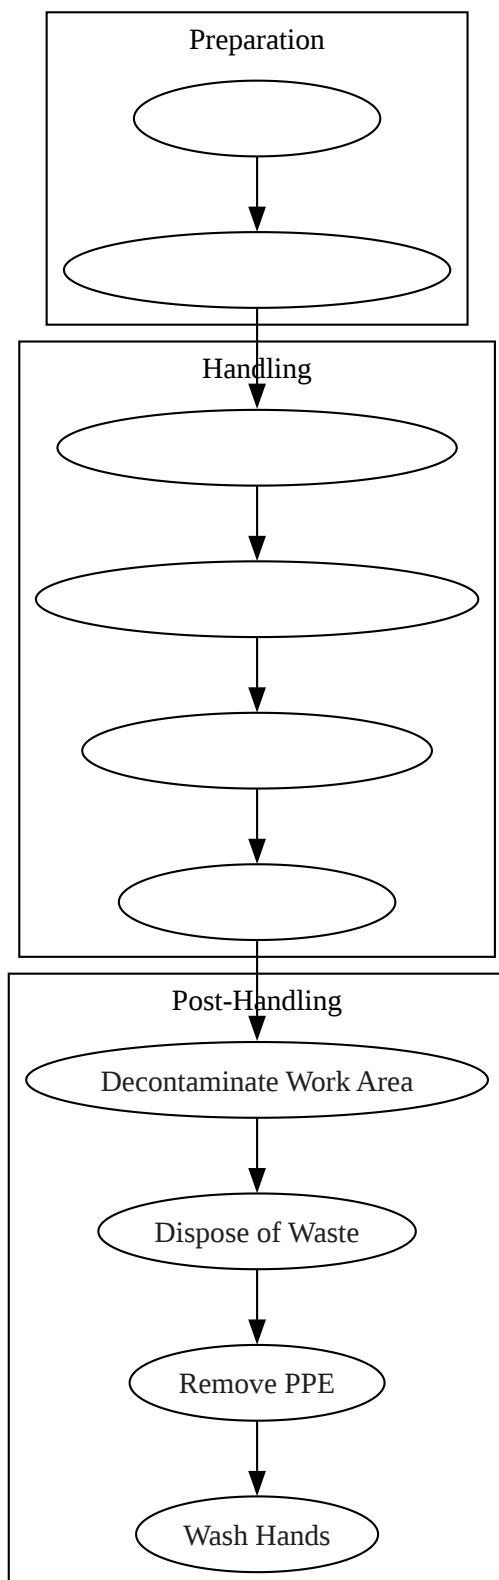 Preparation
Handling
Post-Handling
Decontaminate Work Area
Dispose of Waste
Remove PPE
Wash Hands